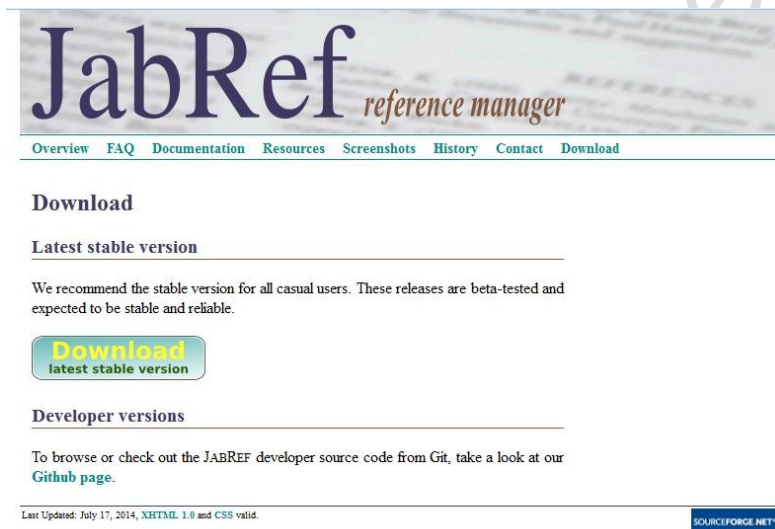 JabRef reference manager
Overview FAQ Documentation Resources Screenshots History Contact Download
Download
Latest stable version
We recommend the stable version for all casual users. These releases are beta-tested and
expected to be stable and reliable.
Download
latest stable version
Developer versions
To browse or check out the JABREF developer source code from Git, take a look at our
Github page.
Last Updated: July 17, 2014, XHTML 1.0 and CSS valid.
SOURCEFORGE.NET